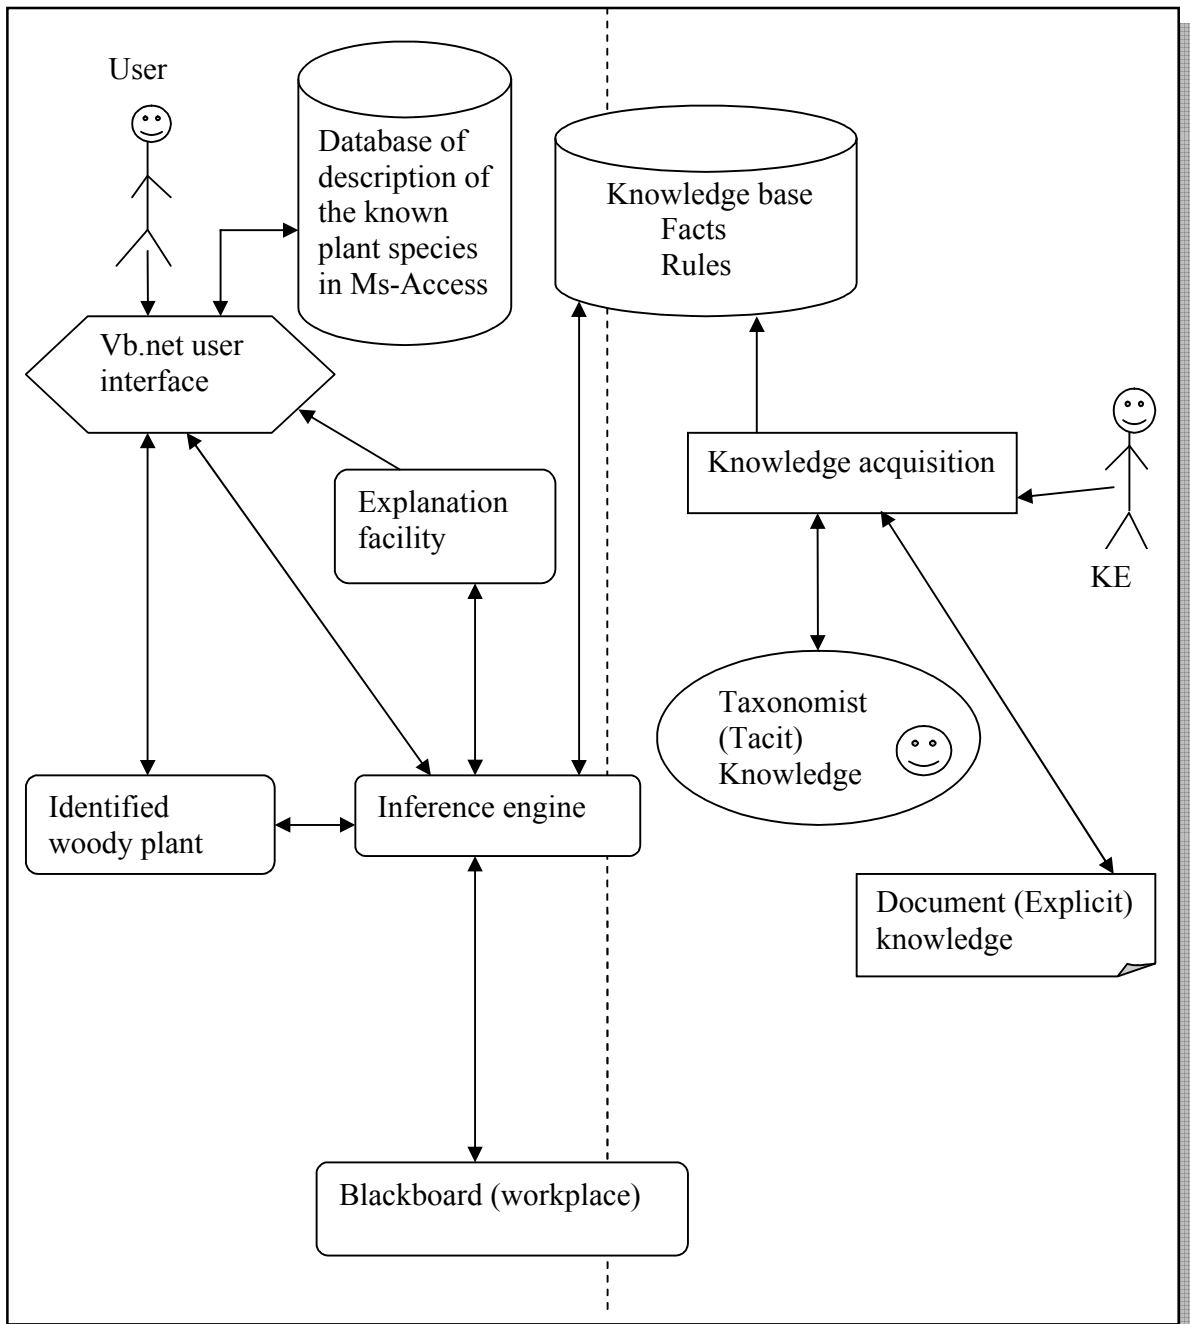 User
Database of
description of
the known
plant species
in Ms-Access
Knowledge base
Facts
Rules
Vb.net user
interface
Knowledge acquisition
Explanation
facility
KE
Taxonomist
(Tacit)
Knowledge
Identified
woody plant
Inference engine
Document (Explicit)
knowledge
Blackboard (workplace)